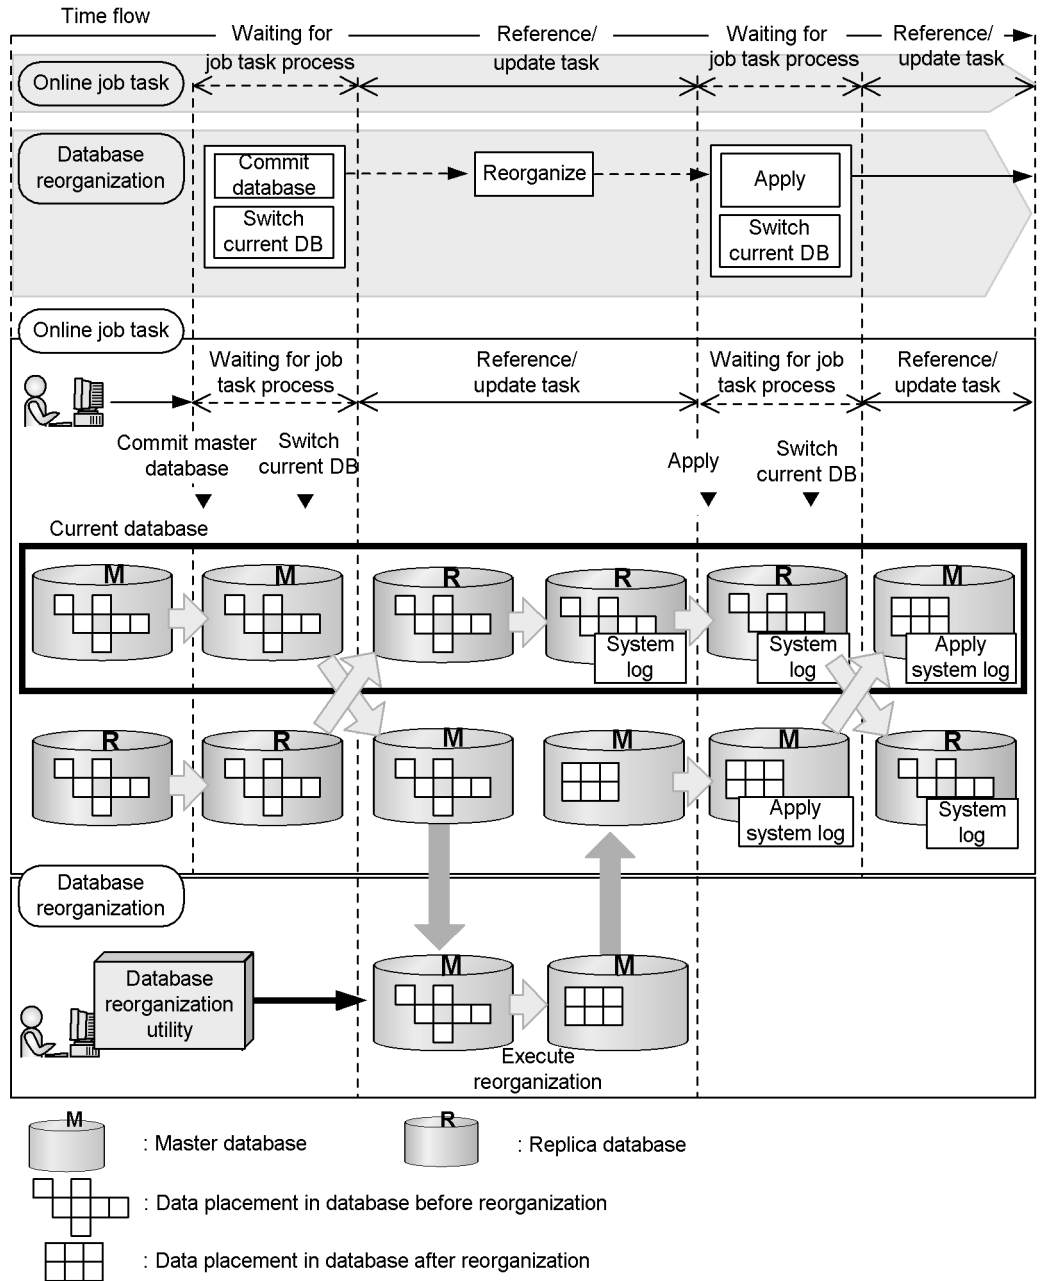 Time flow
Waiting for
job task process
Reference/
update task
Waiting for
job task process
Reference/
update task
Online job task
Database
reorganization
Commit
database
Switch
current DB
Reorganize
Apply
Switch
current DB
Online job task
Waiting for job
task process
Reference/
update task
Waiting for job
task process
Reference/
update task
Commit master
database
Switch
current DB
Apply
Switch
current DB
Current database
M
M
R
R
R
M
System
log
System
log
Apply
system log
R
R
M
M
M
R
Apply
system log
System
log
Database
reorganization
Database
reorganization
utility
M
M
Execute
reorganization
M
: Master database
R
: Replica database
: Data placement in database before reorganization
: Data placement in database after reorganization